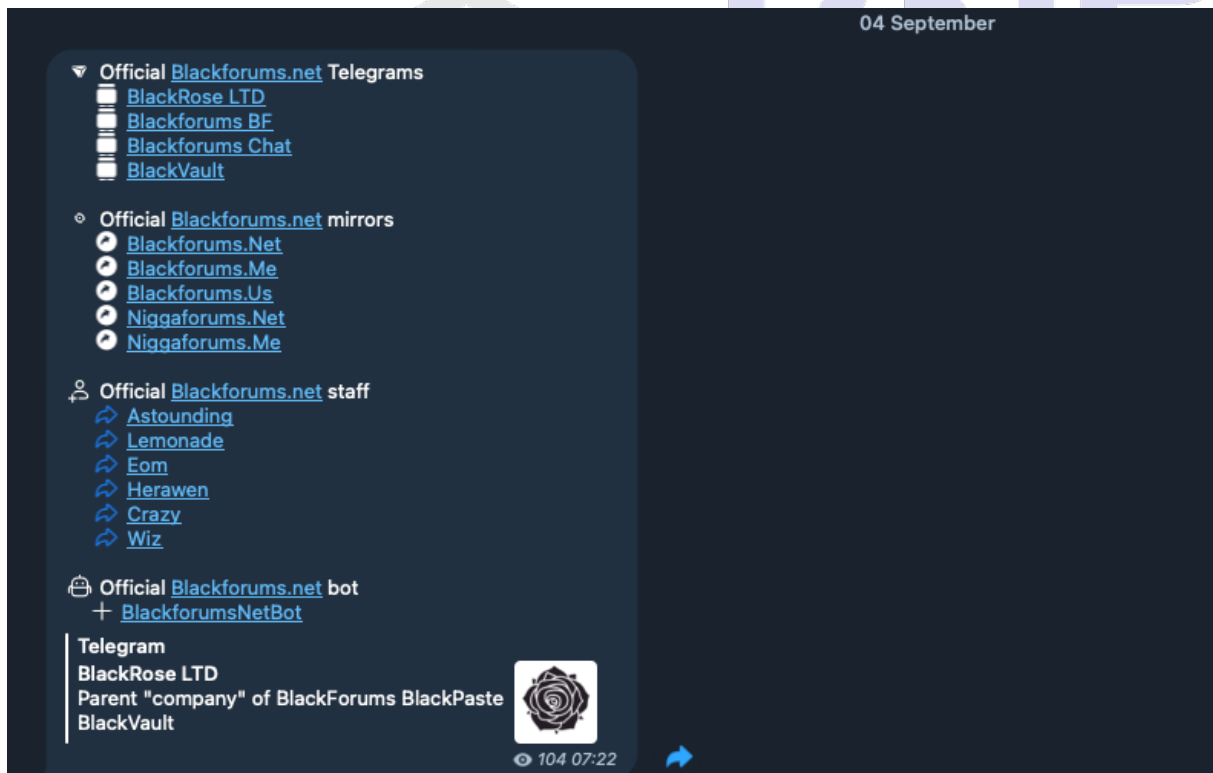 04 September
Official Blackforums.net Telegrams
BlackRose LTD
Blackforums BF
Blackforums Chat
BlackVault
Official Blackforums.net mirrors
Blackforums.Net
Blackforums.Me
Blackforums.Us
Niggaforums.Net
Niggaforums.Me
Official Blackforums.net staff
Astounding
Lemonade
Eom
Herawen
Crazy
Wiz
Official Blackforums.net bot
BlackforumsNetBot
Telegram
BlackRose LTD
Parent "company" of BlackForums BlackPaste
BlackVault
104 07:22